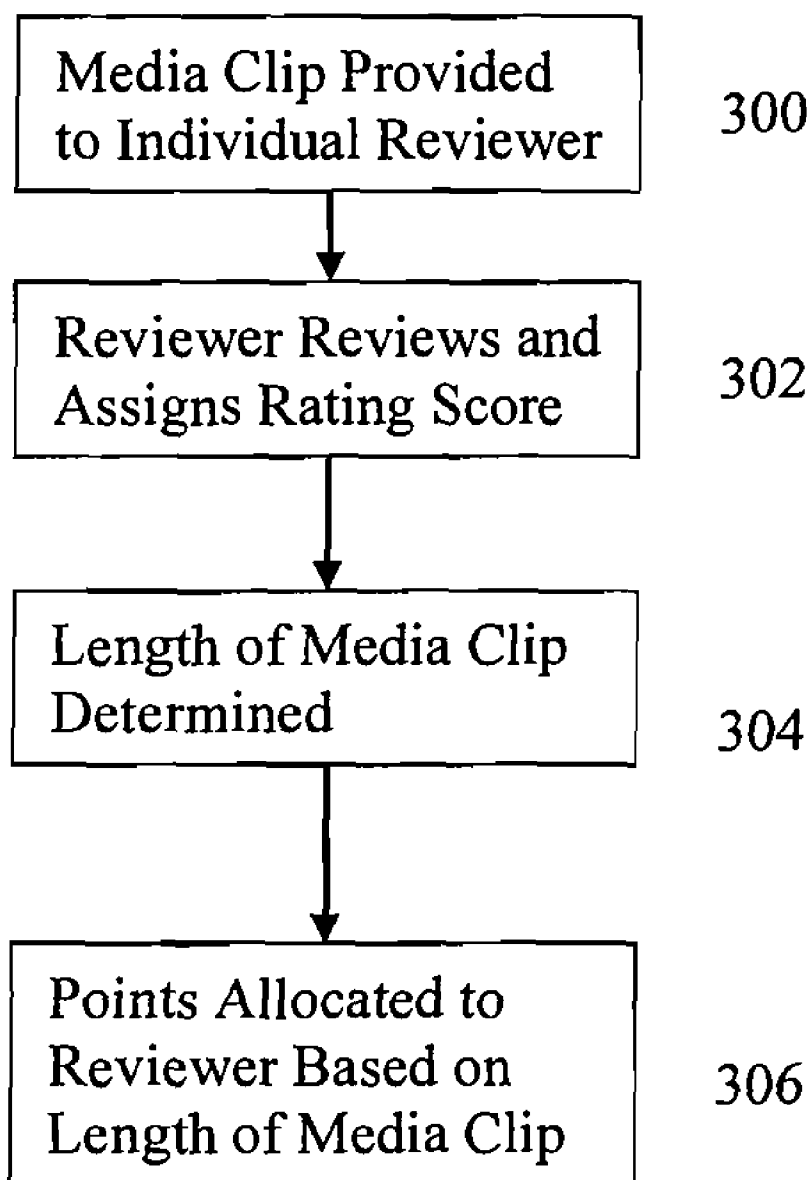 Media Clip Provided
to Individual Reviewer
300
Reviewer Reviews and
Assigns Rating Score
302
Length of Media Clip
Determined
304
Points Allocated to
Reviewer Based on
Length of Media Clip
306